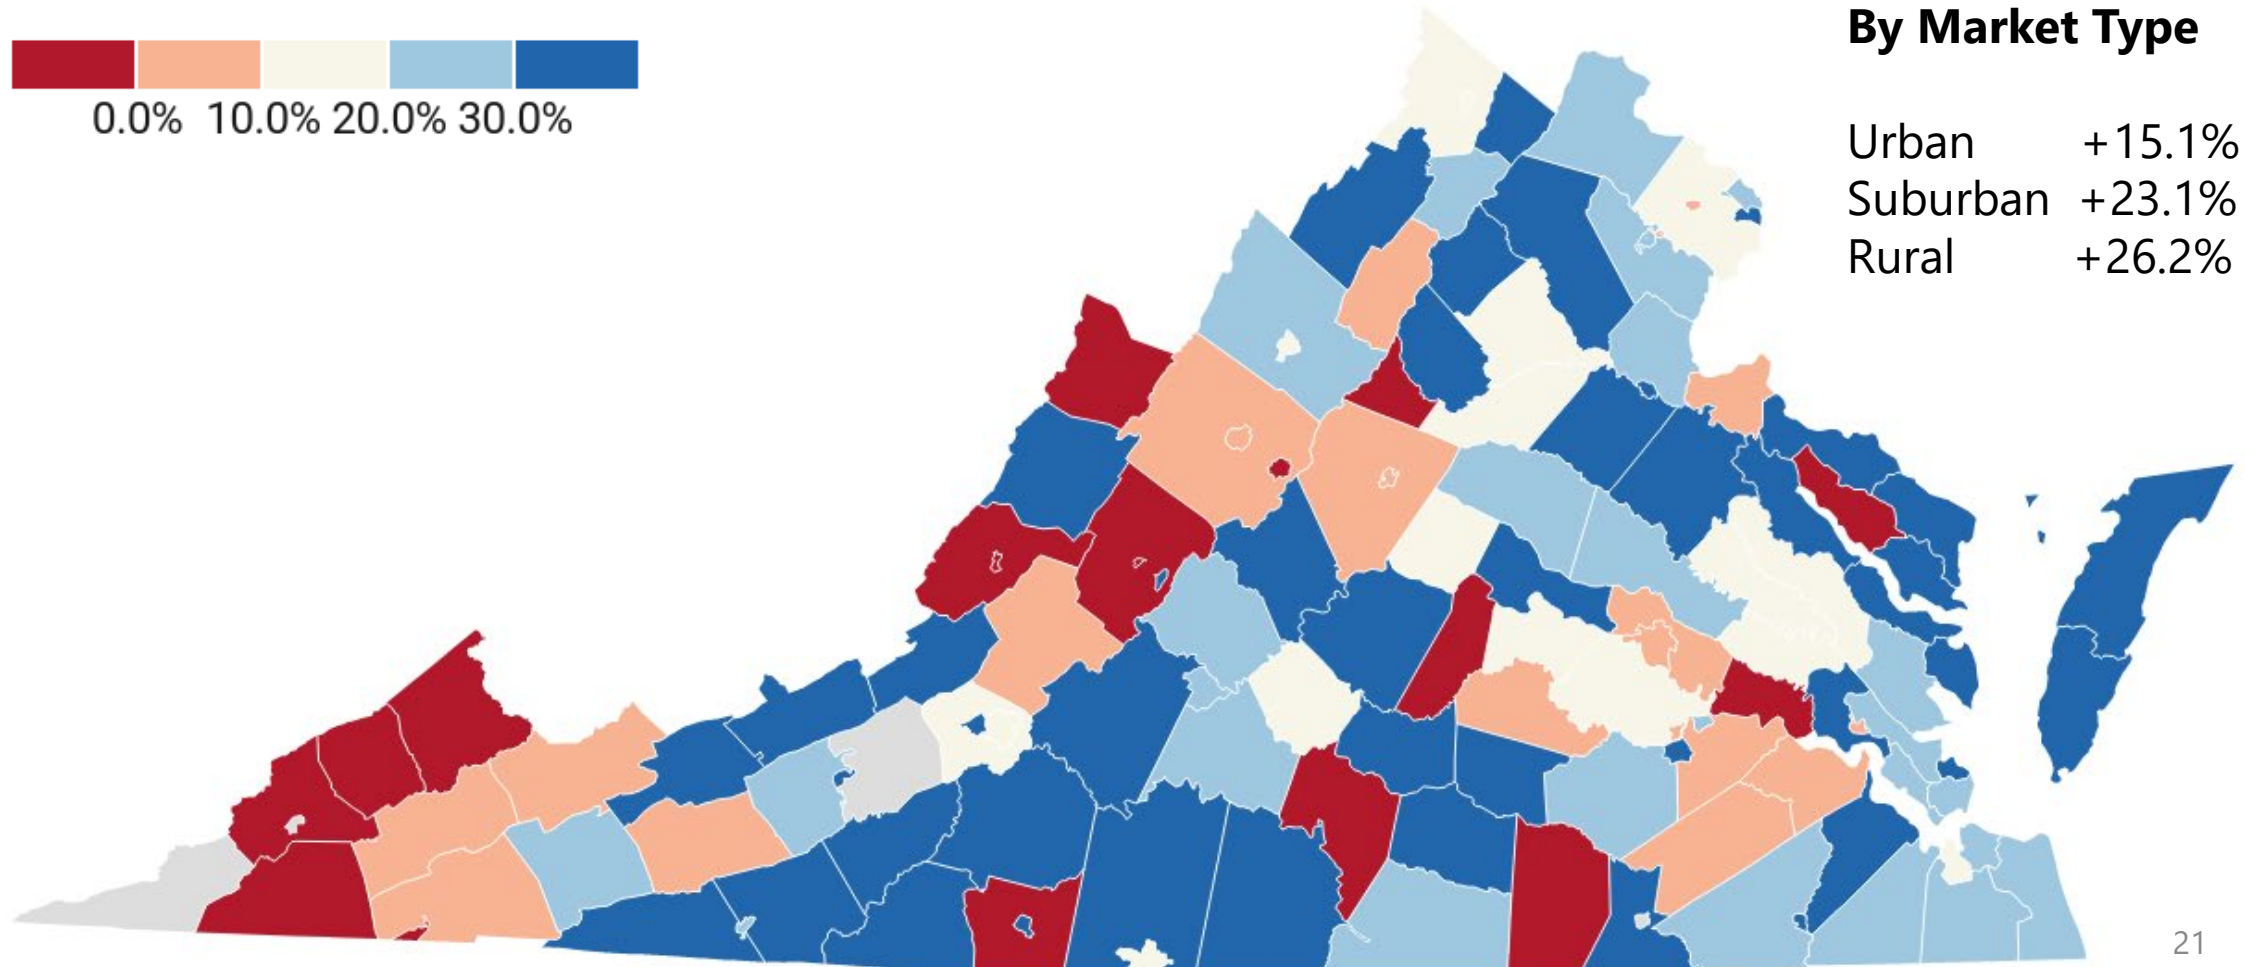 0.0% 10.0% 20.0% 30.0%
By Market Type
Urban +15.1%
Suburban +23.1%
Rural +26.2%
21